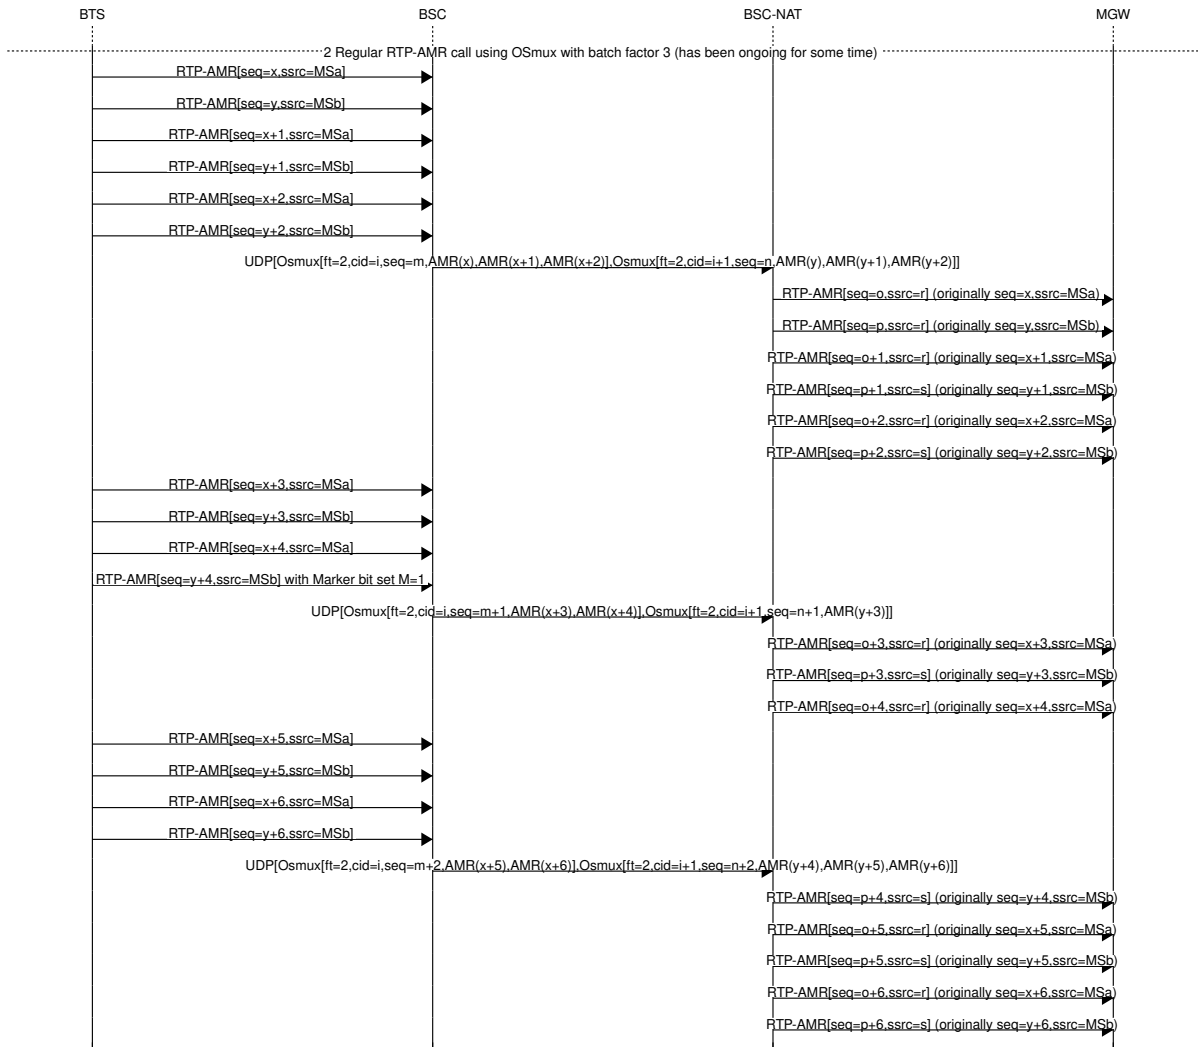 BTS BSC BSC-NAT MGW
2 Regular RTP-AMR call using OSmux with batch factor 3 (has been ongoing for some time)
RTP-AMR[seq=x,ssrc=MSa]
RTP-AMR[seq=y,ssrc=MSb]
RTP-AMR[seq=x+1,ssrc=MSa]
RTP-AMR[seq=y+1,ssrc=MSb]
RTP-AMR[seq=x+2,ssrc=MSa]
RTP-AMR[seq=y+2,ssrc=MSb]
UDP[Osmux[ft=2,cid=i,seq=m,AMR(x),AMR(x+1),AMR(x+2)],Osmux[ft=2,cid=i+1,seq=n,AMR(y),AMR(y+1),AMR(y+2)]]
RTP-AMR[seq=o,ssrc=r] (originally seq=x,ssrc=MSa)
RTP-AMR[seq=p,ssrc=r] (originally seq=y,ssrc=MSb)
RTP-AMR[seq=o+1,ssrc=r] (originally seq=x+1,ssrc=MSa)
RTP-AMR[seq=p+1,ssrc=s] (originally seq=y+1,ssrc=MSb)
RTP-AMR[seq=o+2,ssrc=r] (originally seq=x+2,ssrc=MSa)
RTP-AMR[seq=p+2,ssrc=s] (originally seq=y+2,ssrc=MSb)
RTP-AMR[seq=x+3,ssrc=MSa]
RTP-AMR[seq=y+3,ssrc=MSb]
RTP-AMR[seq=x+4,ssrc=MSa]
RTP-AMR[seq=y+4,ssrc=MSb] with Marker bit set M=1
UDP[Osmux[ft=2,cid=i,seq=m+1,AMR(x+3),AMR(x+4)],Osmux[ft=2,cid=i+1,seq=n+1,AMR(y+3)]]
RTP-AMR[seq=o+3,ssrc=r] (originally seq=x+3,ssrc=MSa)
RTP-AMR[seq=p+3,ssrc=s] (originally seq=y+3,ssrc=MSb)
RTP-AMR[seq=o+4,ssrc=r] (originally seq=x+4,ssrc=MSa)
RTP-AMR[seq=x+5,ssrc=MSa]
RTP-AMR[seq=y+5,ssrc=MSb]
RTP-AMR[seq=x+6,ssrc=MSa]
RTP-AMR[seq=y+6,ssrc=MSb]
UDP[Osmux[ft=2,cid=i,seq=m+2,AMR(x+5),AMR(x+6)],Osmux[ft=2,cid=i+1,seq=n+2,AMR(y+4),AMR(y+5),AMR(y+6)]]
RTP-AMR[seq=p+4,ssrc=s] (originally seq=y+4,ssrc=MSb)
RTP-AMR[seq=o+5,ssrc=r] (originally seq=x+5,ssrc=MSa)
RTP-AMR[seq=p+5,ssrc=s] (originally seq=y+5,ssrc=MSb)
RTP-AMR[seq=o+6,ssrc=r] (originally seq=x+6,ssrc=MSa)
RTP-AMR[seq=p+6,ssrc=s] (originally seq=y+6,ssrc=MSb)